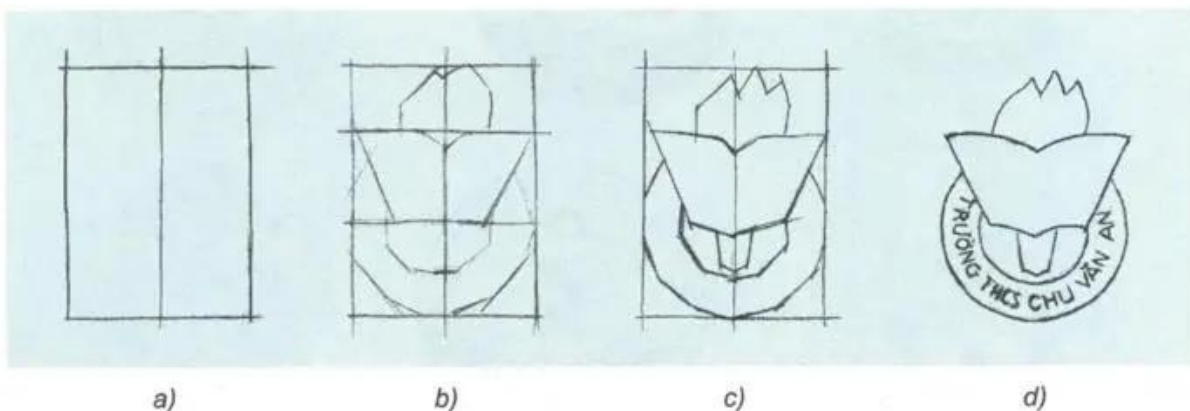 TRƯỜNG THCS CHU VĂN AN
a)
b)
c)
d)